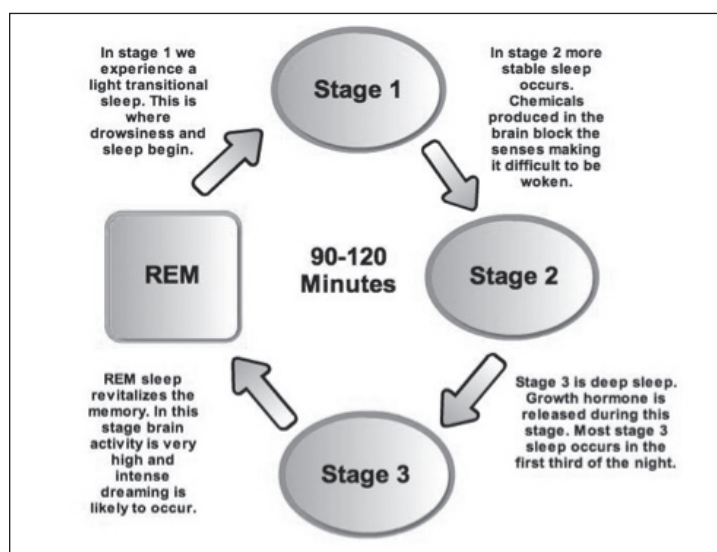 In stage 1 we
experience a
light transitional
sleep. This is
where
drowsiness and
sleep begin.
Stage 1
In stage 2 more
stable sleep
occurs.
Chemicals
produced in the
brain block the
senses making
it difficult to be
woken.
REM
90-120
Minutes
Stage 2
REM sleep
revitalizes the
memory. In this
stage brain
activity is very
high and
intense
dreaming is
likely to occur.
Stage 3
Stage 3 is deep sleep.
Growth hormone is
released during this
stage. Most stage 3
sleep occurs in the
first third of the night.